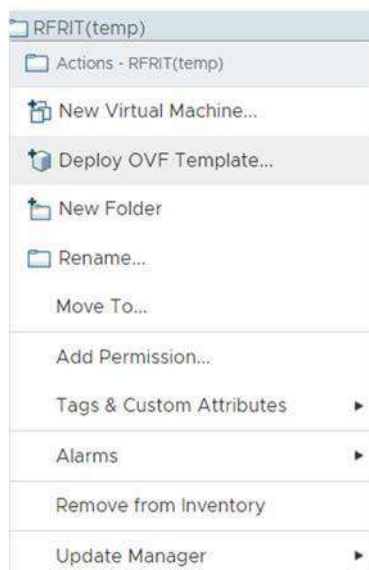 RFRIT(temp)
Actions - RFRIT(temp)
New Virtual Machine...
Deploy OVF Template...
New Folder
Rename...
Move To...
Add Permission...
Tags & Custom Attributes
Alarms
Remove from Inventory
Update Manager